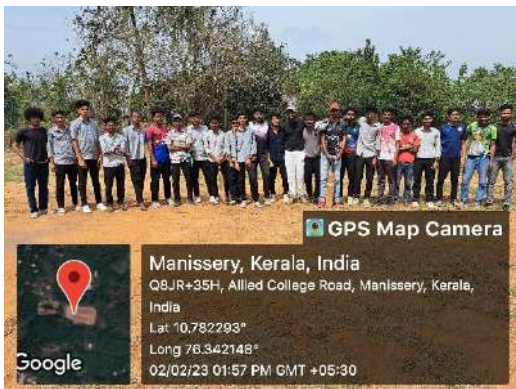 GPS Map Camera
Manissery, Kerala, India
Q8JR+35H, Allied College Road, Manissery, Kerala,
India
Lat 10.782293°
Long 76.342148°
02/02/23 01:57 PM GMT +05:30
Google